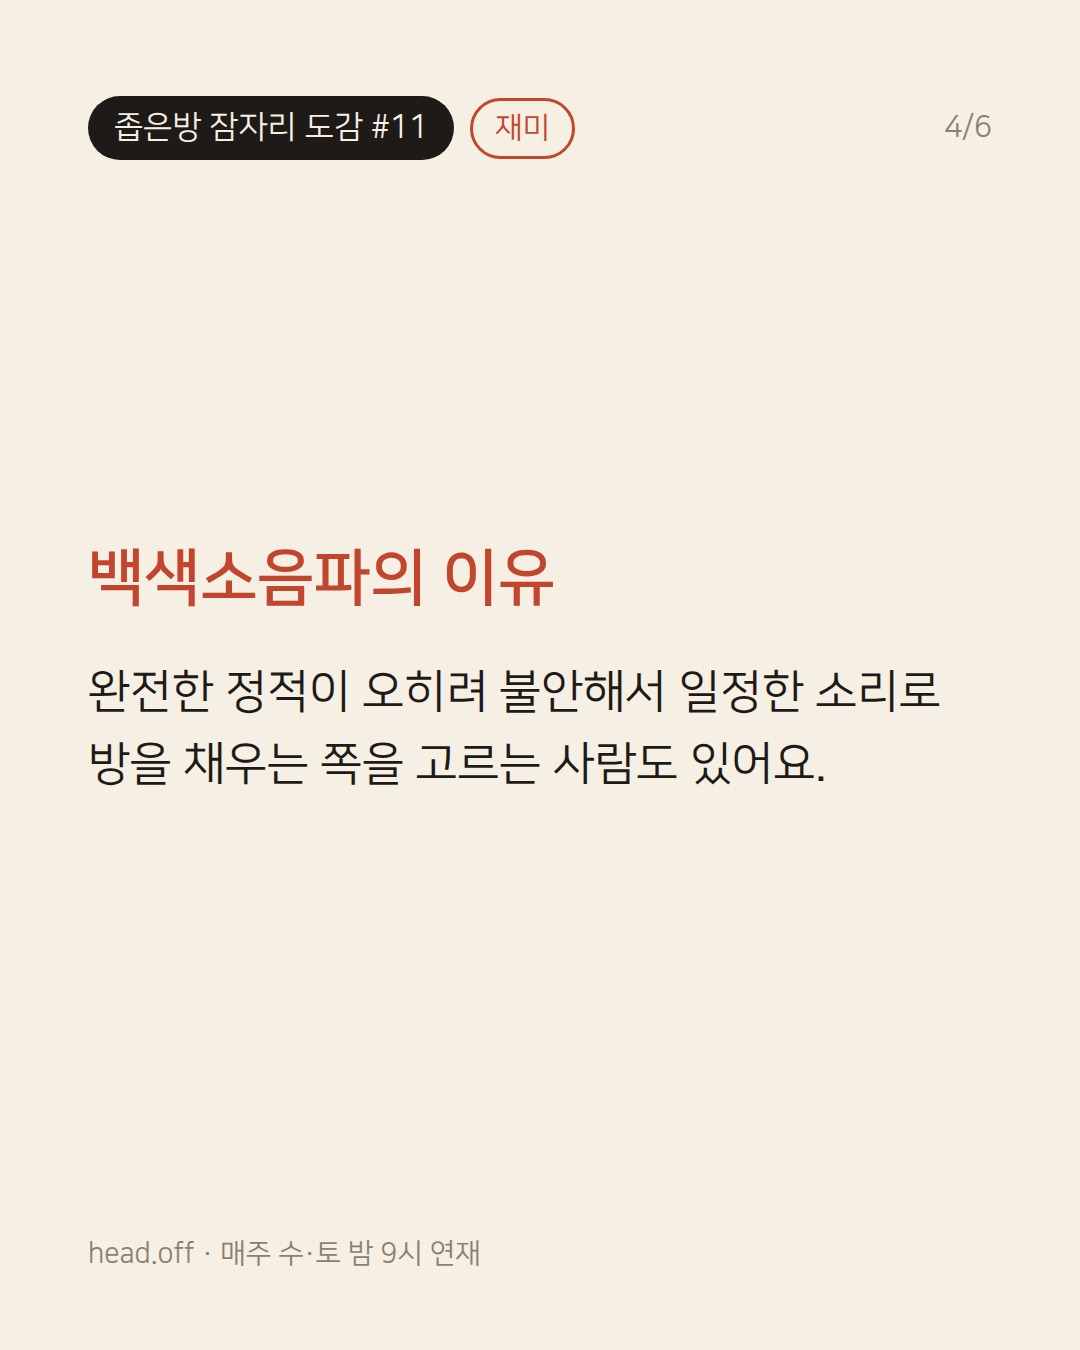 좁은방 잠자리 도감 #11
재미
4/6
백색소음파의 이유
완전한 정적이 오히려 불안해서 일정한 소리로
방을 채우는 쪽을 고르는 사람도 있어요.
head.off · 매주 수·토 밤 9시 연재